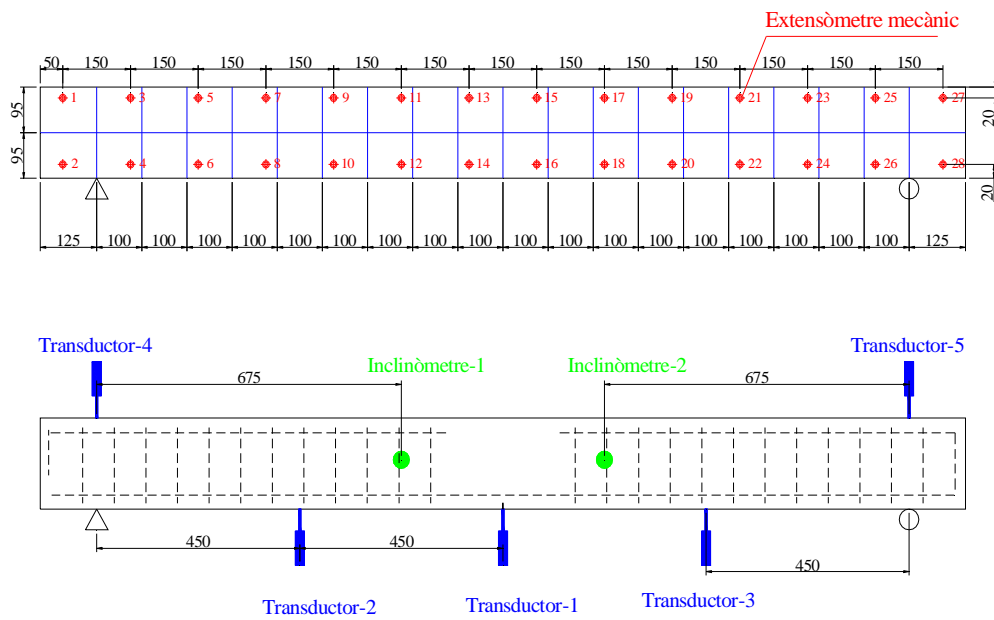 Extensòmetre mecànic
50 150 150 150 150 150 150 150 150 150 150 150 150 150
95 1 3 5 7 9 11 13 15 17 19 21 23 25 27 20
95 2 4 6 8 10 12 14 16 18 20 22 24 26 28 20
125 100 100 100 100 100 100 100 100 100 100 100 100 100 100 100 100 100 100 125
Transductor-4 Inclinòmetre-1 Inclinòmetre-2 Transductor-5
675 675
450 450 450
Transductor-2 Transductor-1 Transductor-3